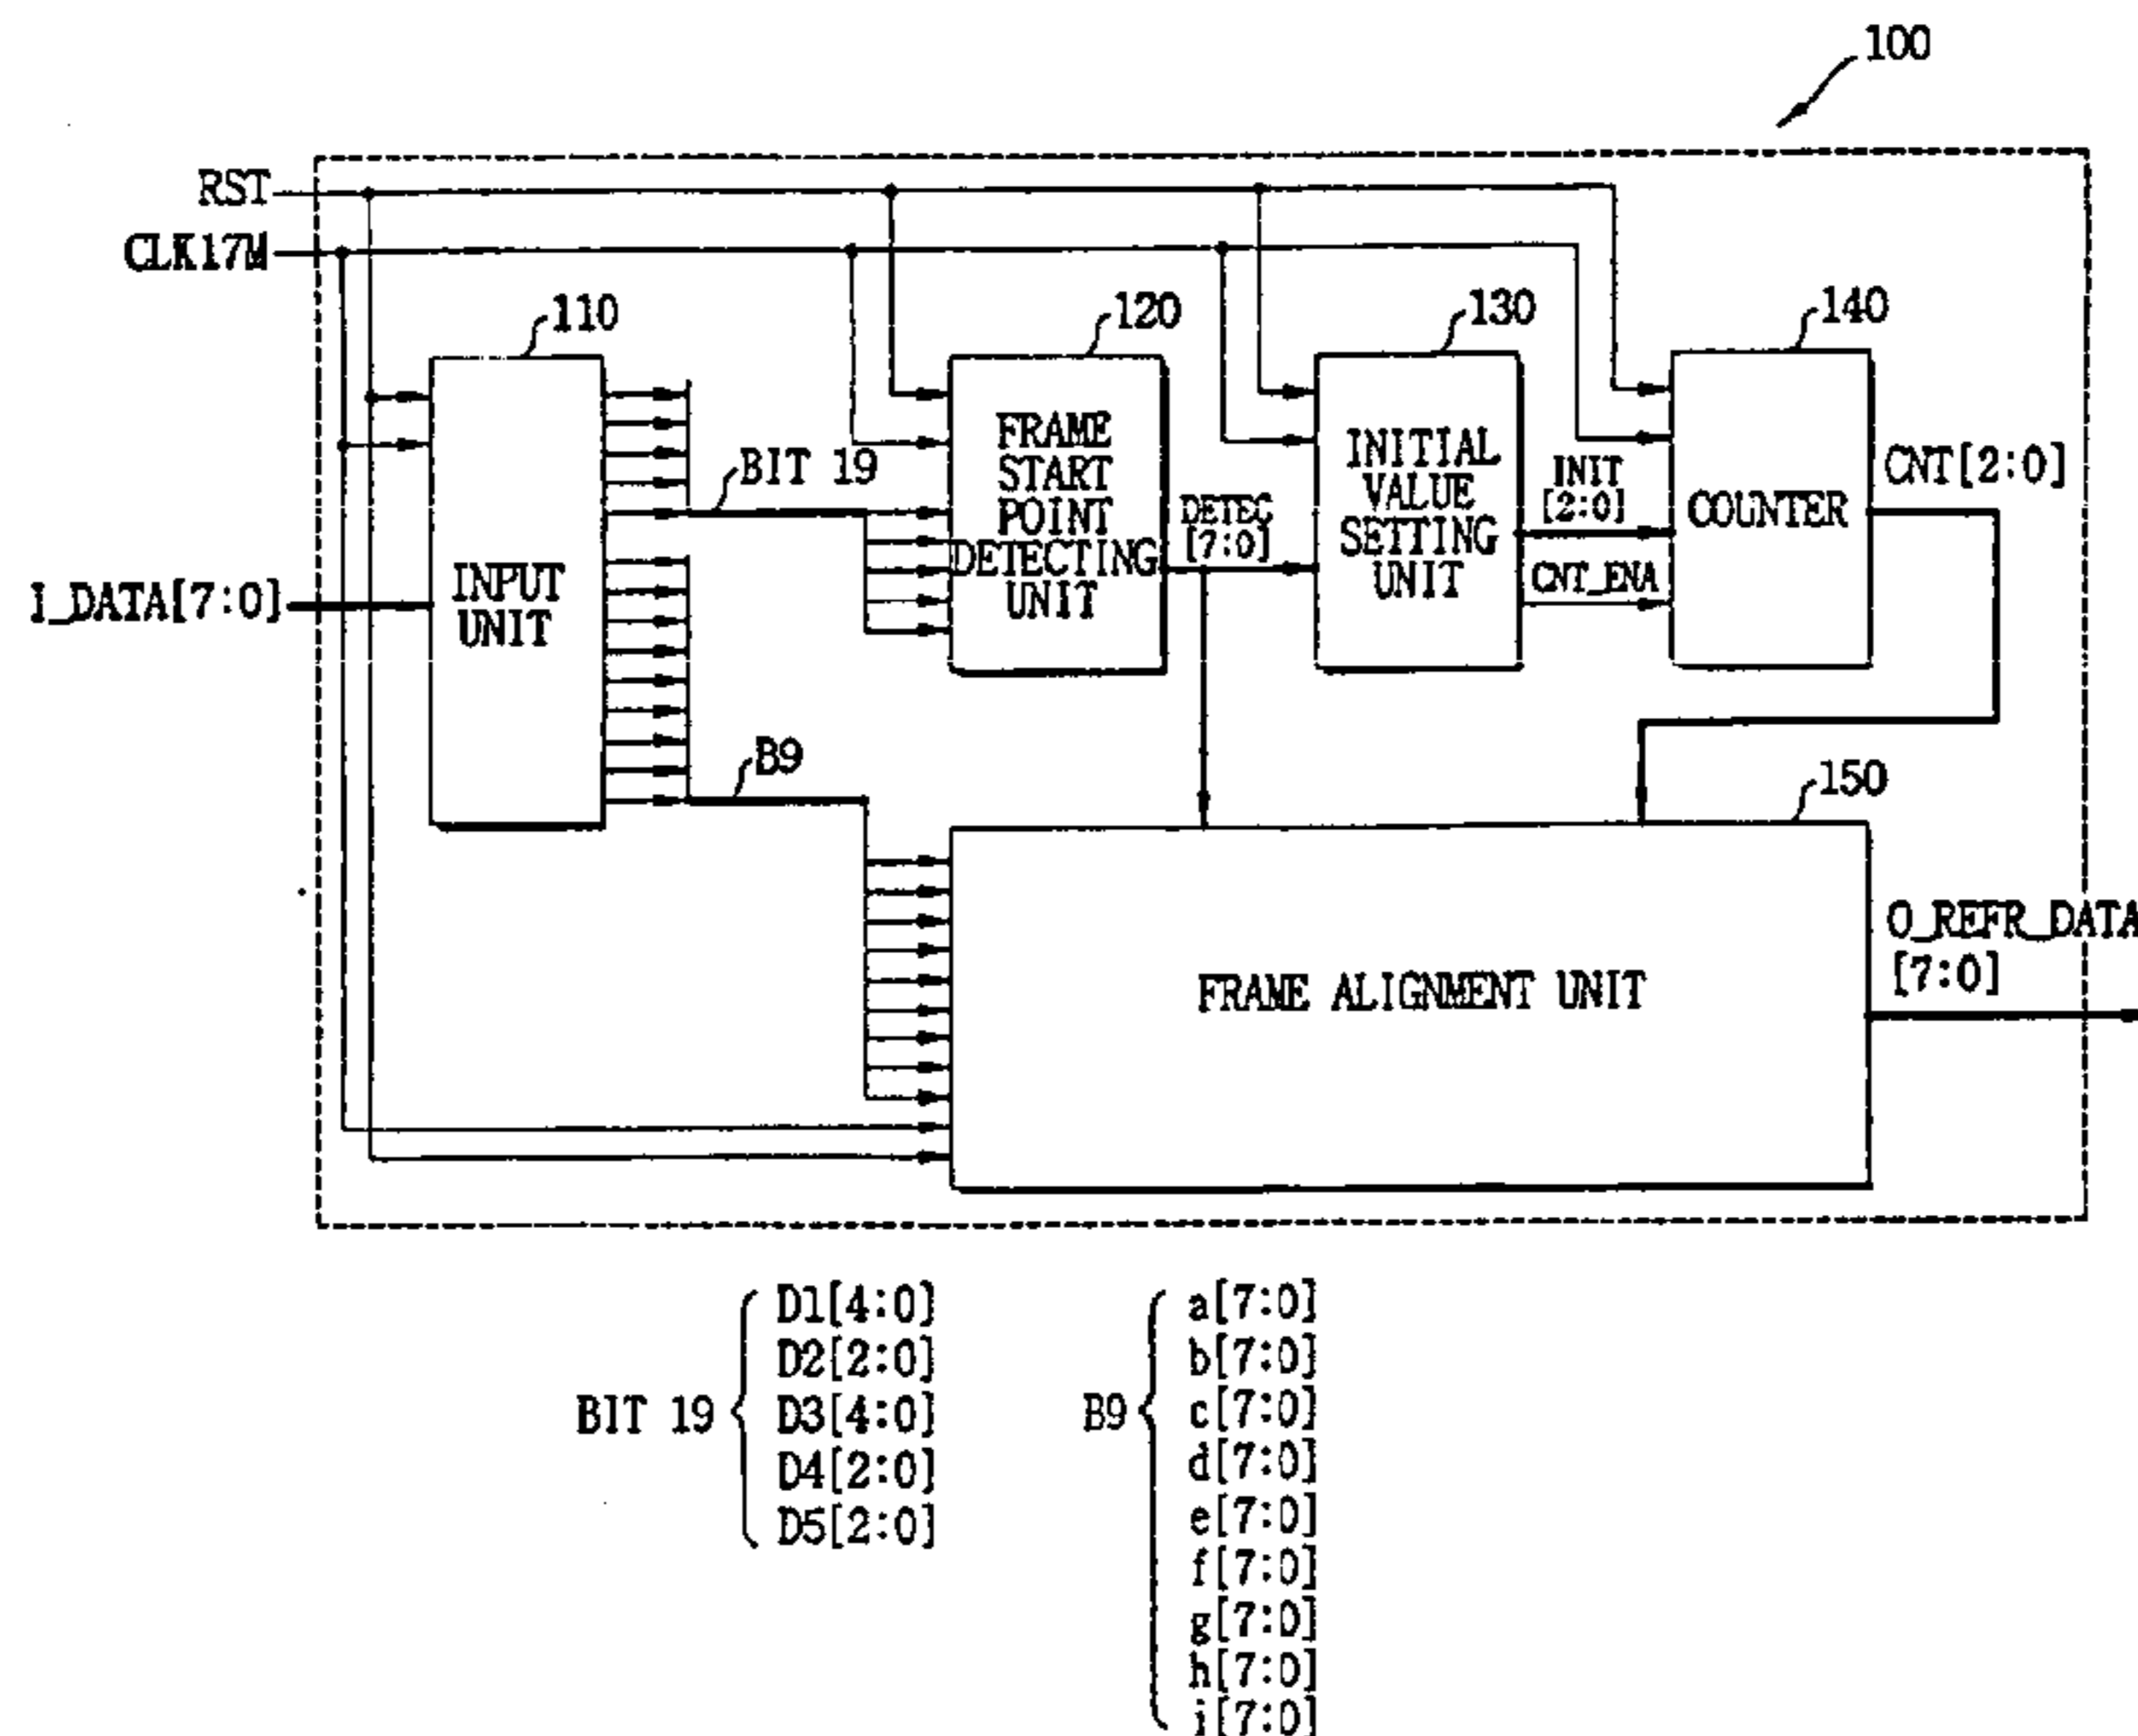 100
RST
CLK17M
110
120
130
140
I_DATA[7:0]
INPUT
UNIT
BIT 19
FRAME
START
POINT
DETECTING
UNIT
DETEC
[7:0]
INITIAL
VALUE
SETTING
UNIT
INIT
[2:0]
CNT_ENA
COUNTER
CNT[2:0]
B9
150
FRAME ALIGNMENT UNIT
O_REFR_DATA
[7:0]
BIT 19
D1[4:0]
D2[2:0]
D3[4:0]
D4[2:0]
D5[2:0]
B9
a[7:0]
b[7:0]
c[7:0]
d[7:0]
e[7:0]
f[7:0]
g[7:0]
h[7:0]
i[7:0]